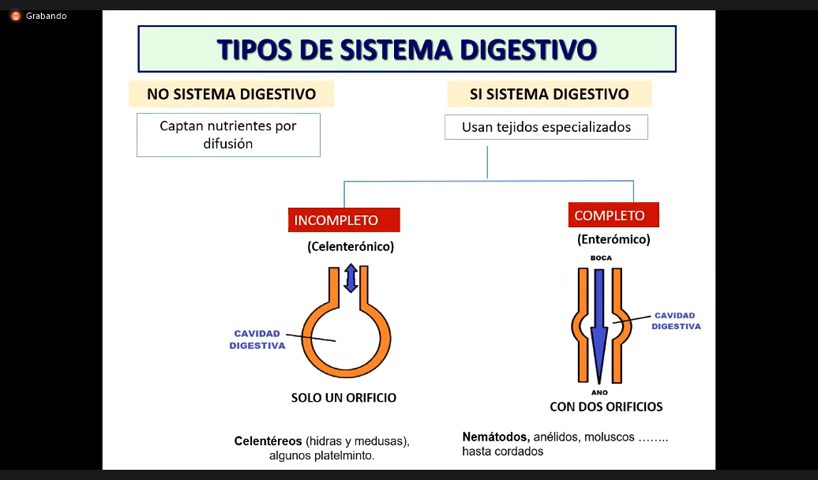 Grabando
TIPOS DE SISTEMA DIGESTIVO
NO SISTEMA DIGESTIVO
Captan nutrientes por
difusión
SI SISTEMA DIGESTIVO
Usan tejidos especializados
INCOMPLETO
(Celenterónico)
CAVIDAD
DIGESTIVA
SOLO UN ORIFICIO
Celentéreos (hidras y medusas),
algunos platelminto.
COMPLETO
(Enterómico)
BOCA
CAVIDAD
DIGESTIVA
ANO
CON DOS ORIFICIOS
Nemátodos, anélidos, moluscos ……..
hasta cordados